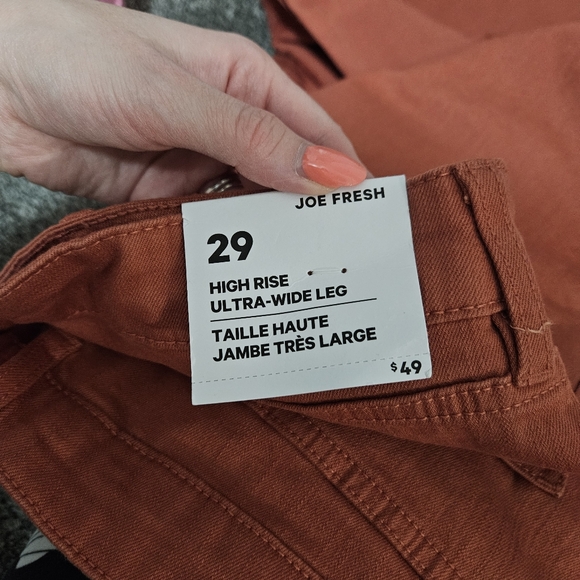 JOE FRESH
29
HIGH RISE
ULTRA-WIDE LEG
TAILLE HAUTE
JAMBE TRÈS LARGE
$49